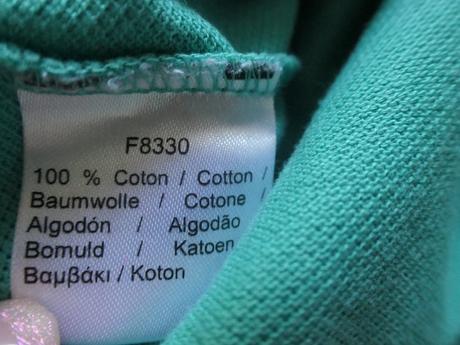 F8330
100 % Coton / Cotton /
Baumwolle / Cotone /
Algodón / Algodão
Bomuld / Katoen
Βαμβάκι / Koton